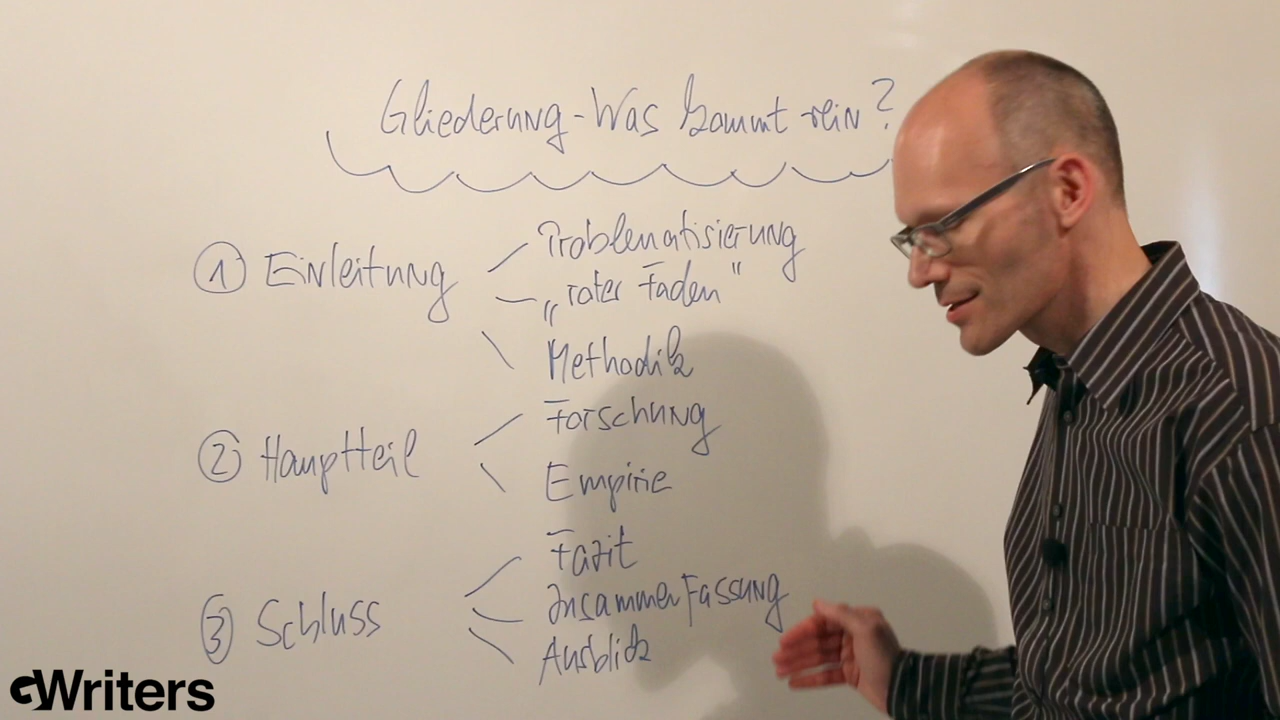 Gliederung - Was kommt rein?
① Einleitung
Problematisierung
„roter Faden"
Methodik
② Hauptteil
Forschung
Empirie
③ Schluss
Fazit
Zusammenfassung
Ausblick
Writers